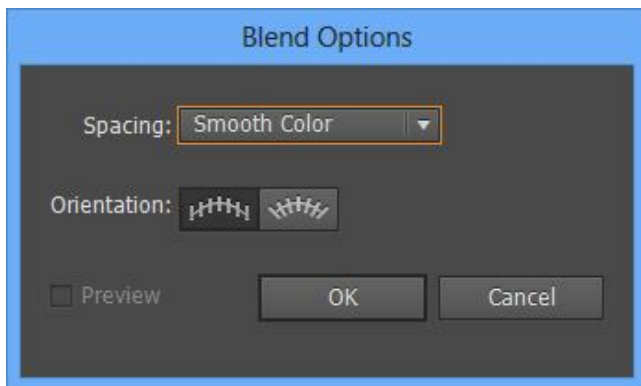 Blend Options
Spacing: Smooth Color
Orientation:
Preview OK Cancel